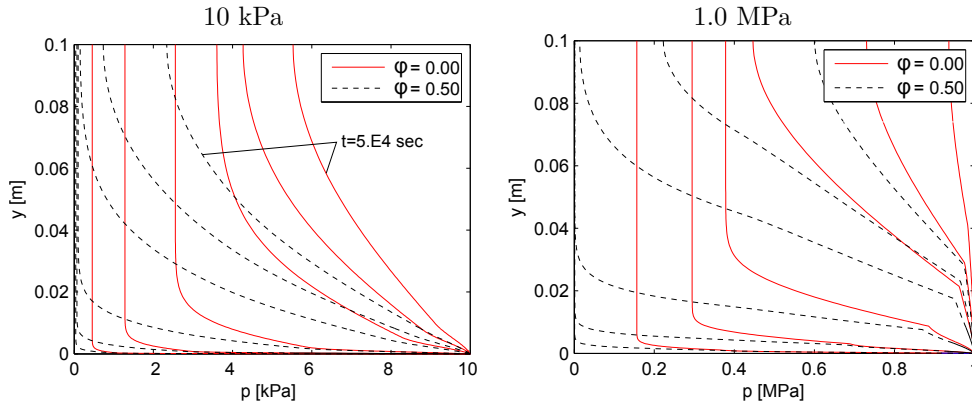 10 kPa
1.0 MPa
0.1
0.08
0.06
0.04
0.02
0
y [m]
φ = 0.00
φ = 0.50
t=5.E4 sec
0 2 4 6 8 10
p [kPa]
0.1
0.08
0.06
0.04
0.02
0
y [m]
φ = 0.00
φ = 0.50
0 0.2 0.4 0.6 0.8 1
p [MPa]